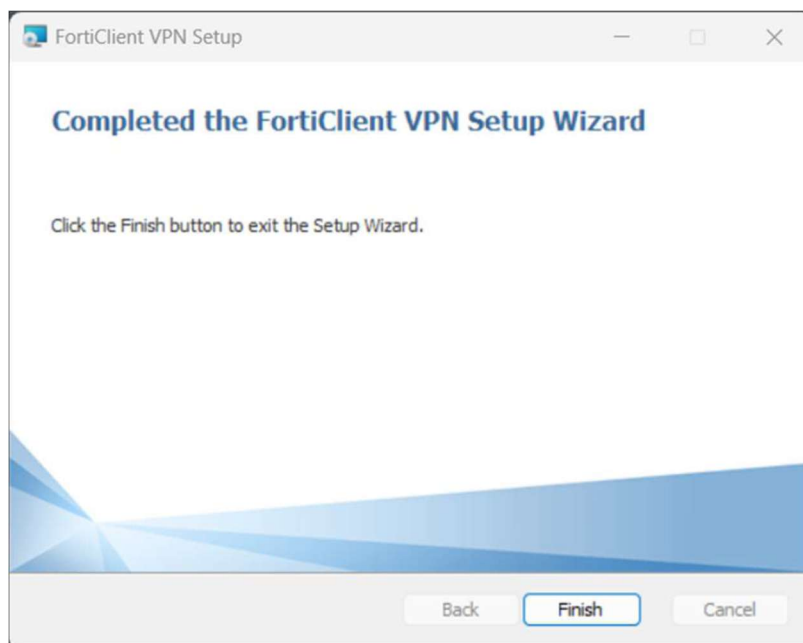 FortiClient VPN Setup
Completed the FortiClient VPN Setup Wizard
Click the Finish button to exit the Setup Wizard.
Back Finish Cancel